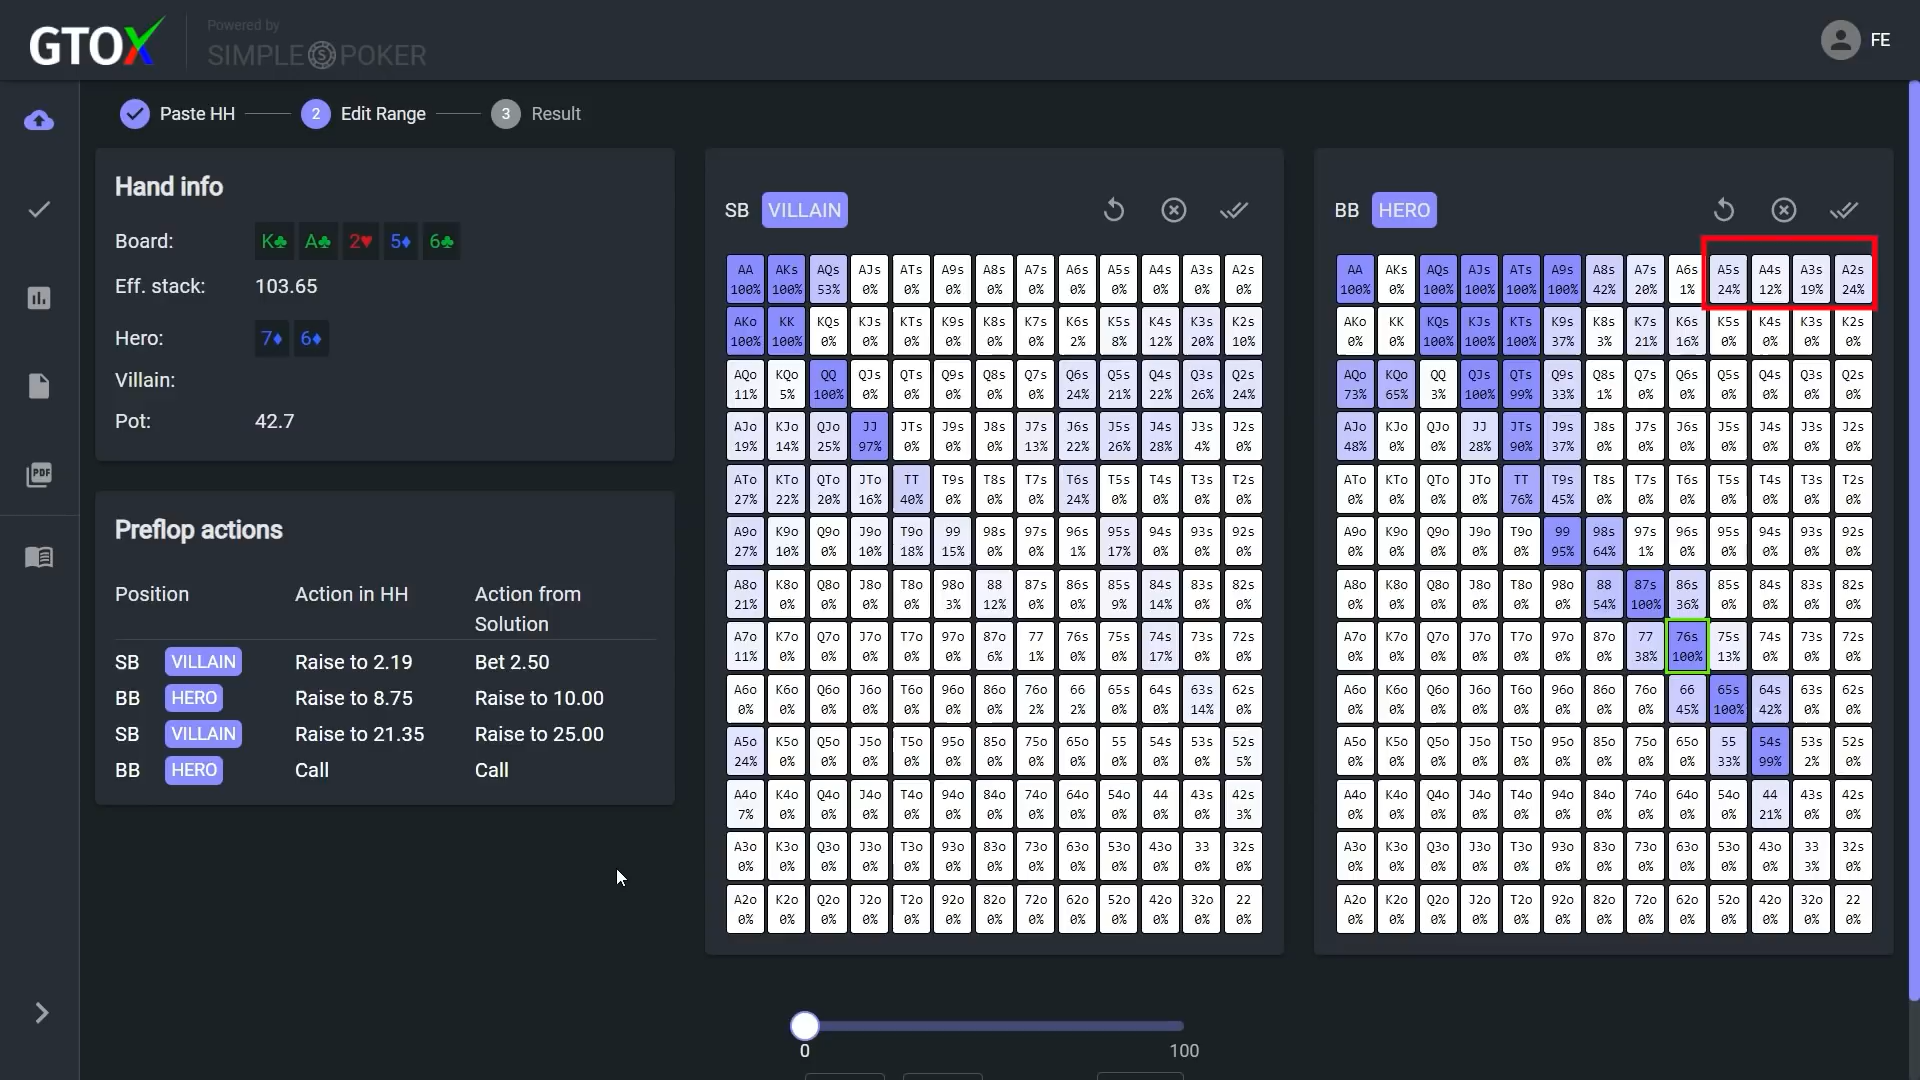 GTOX
Powered by
SIMPLE POKER
FE
Paste HH
2 Edit Range
3 Result
Hand info
Board: K♣ A♣ 2♥ 5♦ 6♣
Eff. stack: 103.65
Hero: 7♦ 6♦
Villain:
Pot: 42.7
PDF
Preflop actions
Position Action in HH Action from
Solution
SB VILLAIN Raise to 2.19 Bet 2.50
BB HERO Raise to 8.75 Raise to 10.00
SB VILLAIN Raise to 21.35 Raise to 25.00
BB HERO Call Call
SB VILLAIN
AA AKs AQs AJs ATs A9s A8s A7s A6s A5s A4s A3s A2s
100% 100% 53% 0% 0% 0% 0% 0% 0% 0% 0% 0% 0%
AKo KK KQs KJs KTs K9s K8s K7s K6s K5s K4s K3s K2s
100% 100% 0% 0% 0% 0% 0% 0% 2% 8% 12% 20% 10%
AQo KQo QQ QJs QTs Q9s Q8s Q7s Q6s Q5s Q4s Q3s Q2s
11% 5% 100% 0% 0% 0% 0% 0% 24% 21% 22% 26% 24%
AJo KJo QJo JJ JTs J9s J8s J7s J6s J5s J4s J3s J2s
19% 14% 25% 97% 0% 0% 0% 13% 22% 26% 28% 4% 0%
ATo KTo QTo JTo TT T9s T8s T7s T6s T5s T4s T3s T2s
27% 22% 20% 16% 40% 0% 0% 0% 24% 0% 0% 0% 0%
A9o K9o Q9o J9o T9o 99 98s 97s 96s 95s 94s 93s 92s
27% 10% 0% 10% 18% 15% 0% 0% 1% 17% 0% 0% 0%
A8o K8o Q8o J8o T8o 98o 88 87s 86s 85s 84s 83s 82s
21% 0% 0% 0% 0% 3% 12% 0% 0% 9% 14% 0% 0%
A7o K7o Q7o J7o T7o 97o 87o 77 76s 75s 74s 73s 72s
11% 0% 0% 0% 0% 0% 6% 1% 0% 0% 17% 0% 0%
A6o K6o Q6o J6o T6o 96o 86o 76o 66 65s 64s 63s 62s
0% 0% 0% 0% 0% 0% 0% 2% 2% 0% 0% 14% 0%
A5o K5o Q5o J5o T5o 95o 85o 75o 65o 55 54s 53s 52s
24% 0% 0% 0% 0% 0% 0% 0% 0% 0% 0% 0% 5%
A4o K4o Q4o J4o T4o 94o 84o 74o 64o 54o 44 43s 42s
7% 0% 0% 0% 0% 0% 0% 0% 0% 0% 0% 0% 3%
A3o K3o Q3o J3o T3o 93o 83o 73o 63o 53o 43o 33 32s
0% 0% 0% 0% 0% 0% 0% 0% 0% 0% 0% 0% 0%
A2o K2o Q2o J2o T2o 92o 82o 72o 62o 52o 42o 32o 22
0% 0% 0% 0% 0% 0% 0% 0% 0% 0% 0% 0% 0%
BB HERO
AA AKs AQs AJs ATs A9s A8s A7s A6s A5s A4s A3s A2s
100% 0% 100% 100% 100% 100% 42% 20% 1% 24% 12% 19% 24%
AKo KK KQs KJs KTs K9s K8s K7s K6s K5s K4s K3s K2s
0% 0% 100% 100% 100% 37% 3% 21% 16% 0% 0% 0% 0%
AQo KQo QQ QJs QTs Q9s Q8s Q7s Q6s Q5s Q4s Q3s Q2s
73% 65% 3% 100% 99% 33% 1% 0% 0% 0% 0% 0% 0%
AJo KJo QJo JJ JTs J9s J8s J7s J6s J5s J4s J3s J2s
48% 0% 0% 28% 90% 37% 0% 0% 0% 0% 0% 0% 0%
ATo KTo QTo JTo TT T9s T8s T7s T6s T5s T4s T3s T2s
0% 0% 0% 0% 76% 45% 0% 0% 0% 0% 0% 0% 0%
A9o K9o Q9o J9o T9o 99 98s 97s 96s 95s 94s 93s 92s
0% 0% 0% 0% 0% 95% 64% 1% 0% 0% 0% 0% 0%
A8o K8o Q8o J8o T8o 98o 88 87s 86s 85s 84s 83s 82s
0% 0% 0% 0% 0% 0% 54% 100% 36% 0% 0% 0% 0%
A7o K7o Q7o J7o T7o 97o 87o 77 76s 75s 74s 73s 72s
0% 0% 0% 0% 0% 0% 0% 38% 100% 13% 0% 0% 0%
A6o K6o Q6o J6o T6o 96o 86o 76o 66 65s 64s 63s 62s
0% 0% 0% 0% 0% 0% 0% 0% 45% 100% 42% 0% 0%
A5o K5o Q5o J5o T5o 95o 85o 75o 65o 55 54s 53s 52s
0% 0% 0% 0% 0% 0% 0% 0% 0% 33% 99% 2% 0%
A4o K4o Q4o J4o T4o 94o 84o 74o 64o 54o 44 43s 42s
0% 0% 0% 0% 0% 0% 0% 0% 0% 0% 21% 0% 0%
A3o K3o Q3o J3o T3o 93o 83o 73o 63o 53o 43o 33 32s
0% 0% 0% 0% 0% 0% 0% 0% 0% 0% 0% 3% 0%
A2o K2o Q2o J2o T2o 92o 82o 72o 62o 52o 42o 32o 22
0% 0% 0% 0% 0% 0% 0% 0% 0% 0% 0% 0% 0%
0 100